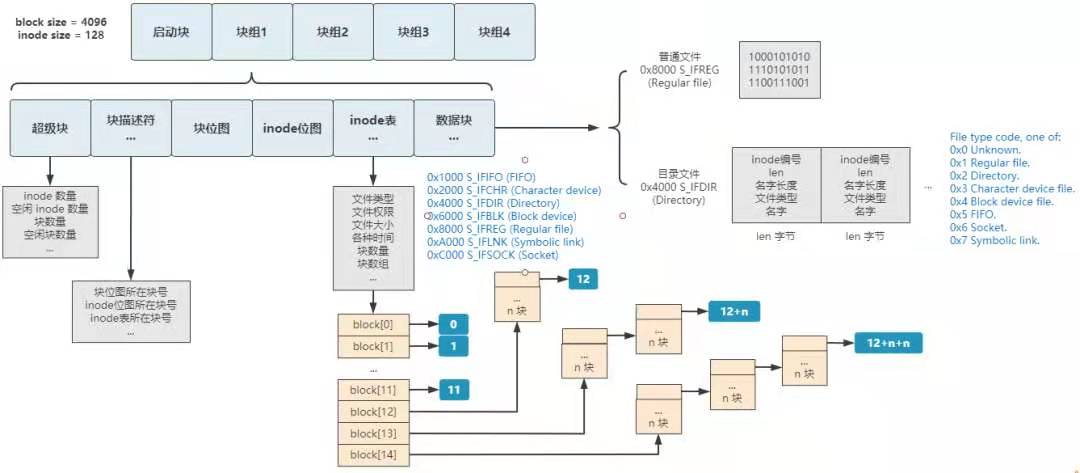 block size = 4096
inode size = 128
启动块
块组1
块组2
块组3
块组4
超级块
块描述符
...
块位图
inode位图
inode表
...
数据块
...
普通文件
0x8000 S_IFREG
(Regular file)
1000101010
1110101011
1100111001
目录文件
0x4000 S_IFDIR
(Directory)
inode编号
len
名字长度
文件类型
名字
inode编号
len
名字长度
文件类型
名字
...
len 字节
len 字节
File type code, one of:
0x0 Unknown.
0x1 Regular file.
0x2 Directory.
0x3 Character device file.
0x4 Block device file.
0x5 FIFO.
0x6 Socket.
0x7 Symbolic link.
inode 数量
空闲 inode 数量
块数量
空闲块数量
...
块位图所在块号
inode位图所在块号
inode表所在块号
...
文件类型
文件权限
文件大小
各种时间
块数量
块数组
...
0x1000 S_IFIFO (FIFO)
0x2000 S_IFCHR (Character device)
0x4000 S_IFDIR (Directory)
0x6000 S_IFBLK (Block device)
0x8000 S_IFREG (Regular file)
0xA000 S_IFLNK (Symbolic link)
0xC000 S_IFSOCK (Socket)
block[0]
0
block[1]
1
...
block[11]
11
block[12]
block[13]
block[14]
...
n 块
12
...
n 块
...
n 块
12+n
...
n 块
...
n 块
...
n 块
12+n+n